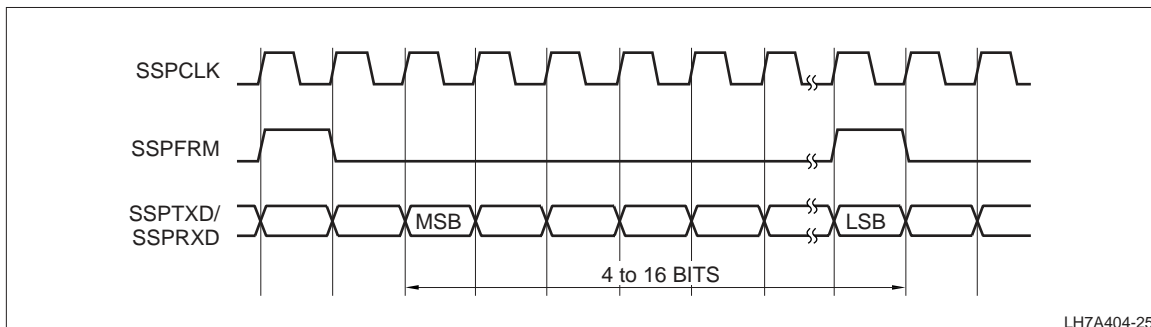 SSPCLK
SSPFRM
SSPTXD/
SSPRXD
MSB
LSB
4 to 16 BITS
LH7A404-25